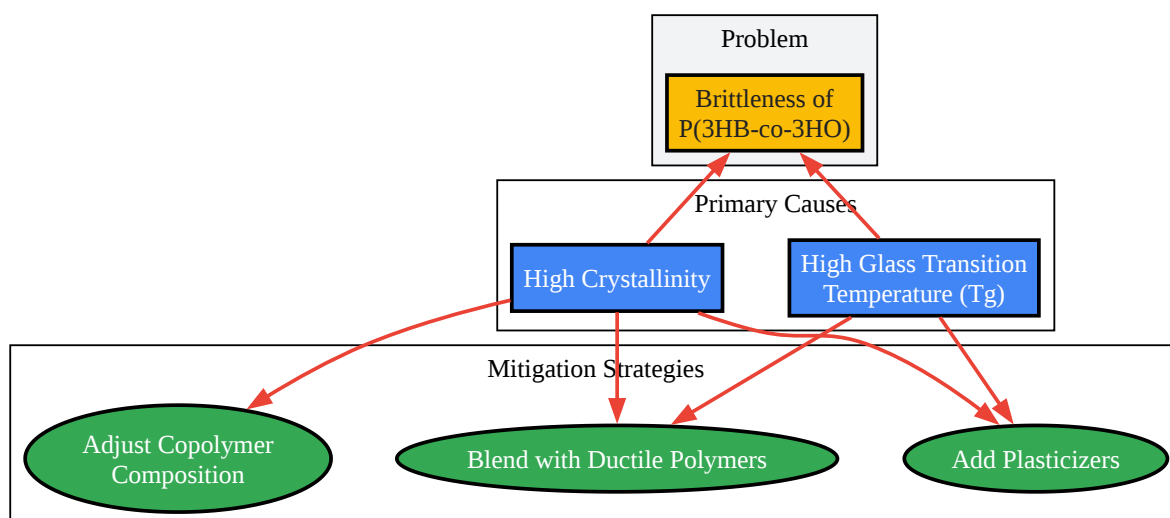 Problem
Brittleness of
P(3HB-co-3HO)
Primary Causes
High Crystallinity
High Glass Transition
Temperature (Tg)
Mitigation Strategies
Adjust Copolymer
Composition
Blend with Ductile Polymers
Add Plasticizers